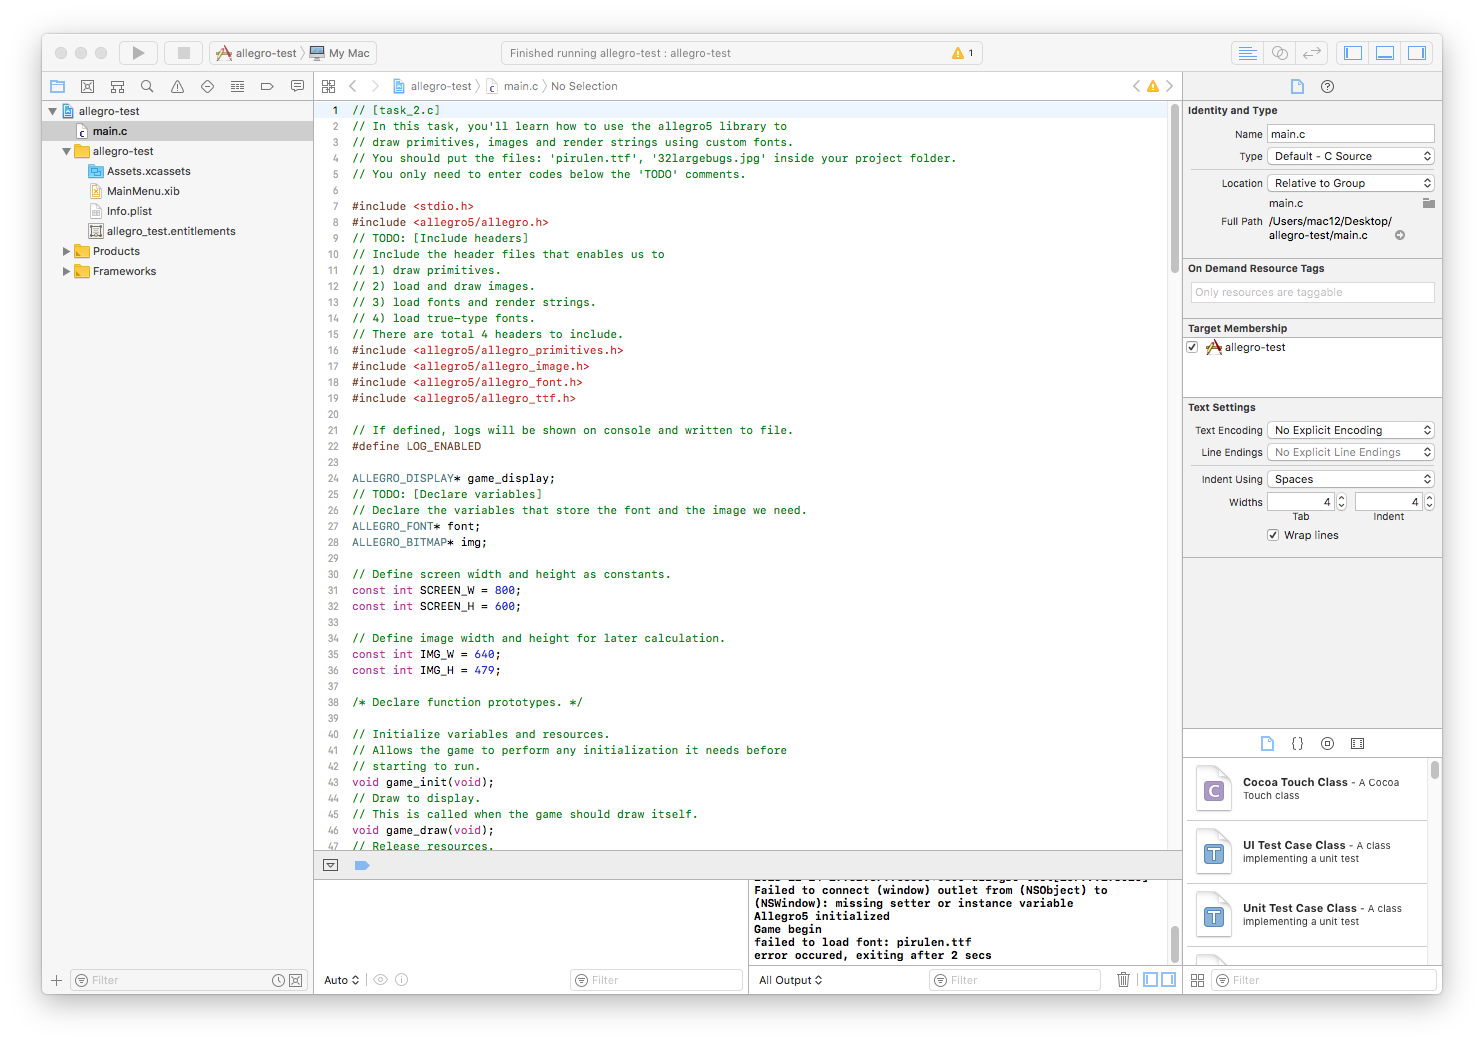 allegro-test My Mac
Finished running allegro-test : allegro-test
1
allegro-test main.c No Selection
allegro-test
main.c
allegro-test
Assets.xcassets
MainMenu.xib
Info.plist
allegro_test.entitlements
Products
Frameworks
Filter
1 // [task_2.c]
2 // In this task, you'll learn how to use the allegro5 library to
3 // draw primitives, images and render strings using custom fonts.
4 // You should put the files: 'pirulen.ttf', '32largebugs.jpg' inside your project folder.
5 // You only need to enter codes below the 'TODO' comments.
6
7 #include <stdio.h>
8 #include <allegro5/allegro.h>
9 // TODO: [Include headers]
10 // Include the header files that enables us to
11 // 1) draw primitives.
12 // 2) load and draw images.
13 // 3) load fonts and render strings.
14 // 4) load true-type fonts.
15 // There are total 4 headers to include.
16 #include <allegro5/allegro_primitives.h>
17 #include <allegro5/allegro_image.h>
18 #include <allegro5/allegro_font.h>
19 #include <allegro5/allegro_ttf.h>
20
21 // If defined, logs will be shown on console and written to file.
22 #define LOG_ENABLED
23
24 ALLEGRO_DISPLAY* game_display;
25 // TODO: [Declare variables]
26 // Declare the variables that store the font and the image we need.
27 ALLEGRO_FONT* font;
28 ALLEGRO_BITMAP* img;
29
30 // Define screen width and height as constants.
31 const int SCREEN_W = 800;
32 const int SCREEN_H = 600;
33
34 // Define image width and height for later calculation.
35 const int IMG_W = 640;
36 const int IMG_H = 479;
37
38 /* Declare function prototypes. */
39
40 // Initialize variables and resources.
41 // Allows the game to perform any initialization it needs before
42 // starting to run.
43 void game_init(void);
44 // Draw to display.
45 // This is called when the game should draw itself.
46 void game_draw(void);
47 // Release resources.
Auto
Filter
Failed to connect (window) outlet from (NSObject) to
(NSWindow): missing setter or instance variable
Allegro5 initialized
Game begin
failed to load font: pirulen.ttf
error occured, exiting after 2 secs
All Output
Filter
Identity and Type
Name main.c
Type Default - C Source
Location Relative to Group
main.c
Full Path /Users/mac12/Desktop/
allegro-test/main.c
On Demand Resource Tags
Only resources are taggable
Target Membership
allegro-test
Text Settings
Text Encoding No Explicit Encoding
Line Endings No Explicit Line Endings
Indent Using Spaces
Widths 4 4
Tab Indent
Wrap lines
{ }
C
Cocoa Touch Class - A Cocoa
Touch class
T
UI Test Case Class - A class
implementing a unit test
T
Unit Test Case Class - A class
implementing a unit test
Filter